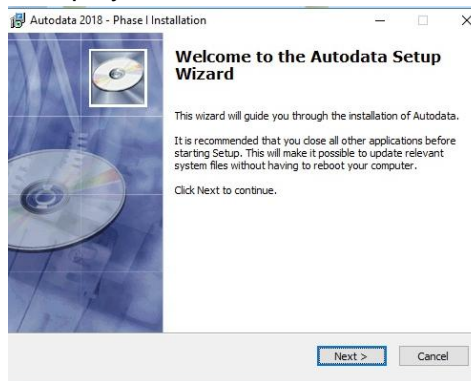 Autodata 2018 - Phase I Installation
Welcome to the Autodata Setup
Wizard
This wizard will guide you through the installation of Autodata.
It is recommended that you close all other applications before
starting Setup. This will make it possible to update relevant
system files without having to reboot your computer.
Click Next to continue.
Next >
Cancel